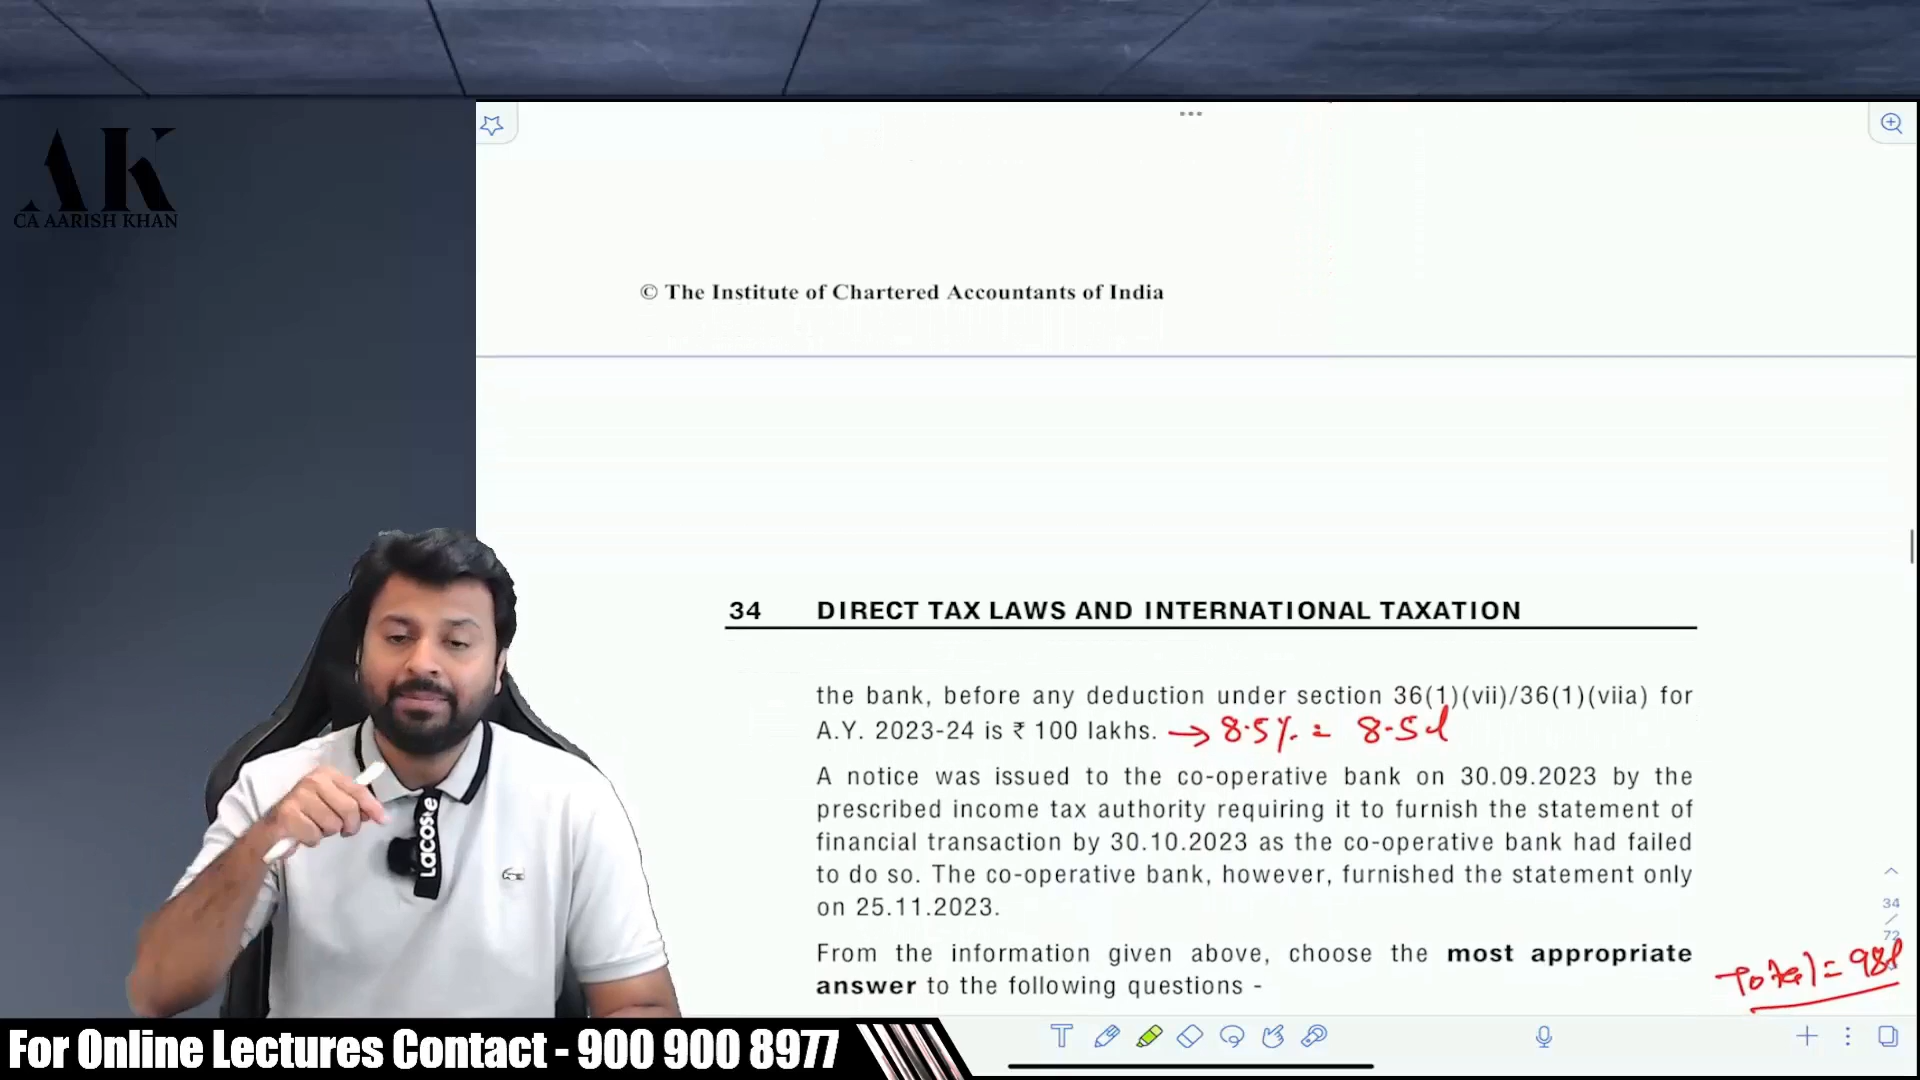 AK
CA AARISH KHAN
© The Institute of Chartered Accountants of India
34 DIRECT TAX LAWS AND INTERNATIONAL TAXATION
the bank, before any deduction under section 36(1)(vii)/36(1)(viia) for
A.Y. 2023-24 is ₹ 100 lakhs. → 8.5% = 8.5l
A notice was issued to the co-operative bank on 30.09.2023 by the
prescribed income tax authority requiring it to furnish the statement of
financial transaction by 30.10.2023 as the co-operative bank had failed
to do so. The co-operative bank, however, furnished the statement only
on 25.11.2023.
From the information given above, choose the most appropriate
answer to the following questions -
34
/
72
Total = 98l
Lacoste
For Online Lectures Contact - 900 900 8977